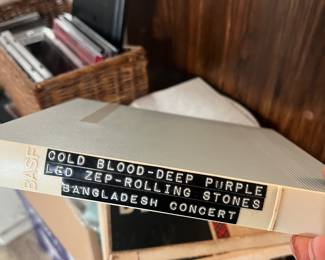 BASF
COLD BLOOD-DEEP PURPLE
LED ZEP-ROLLING STONES
BANGLADESH CONCERT